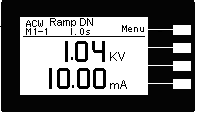 ACW Ramp DN Menu
M1-1 1.0s
1.04 KV
10.00 mA